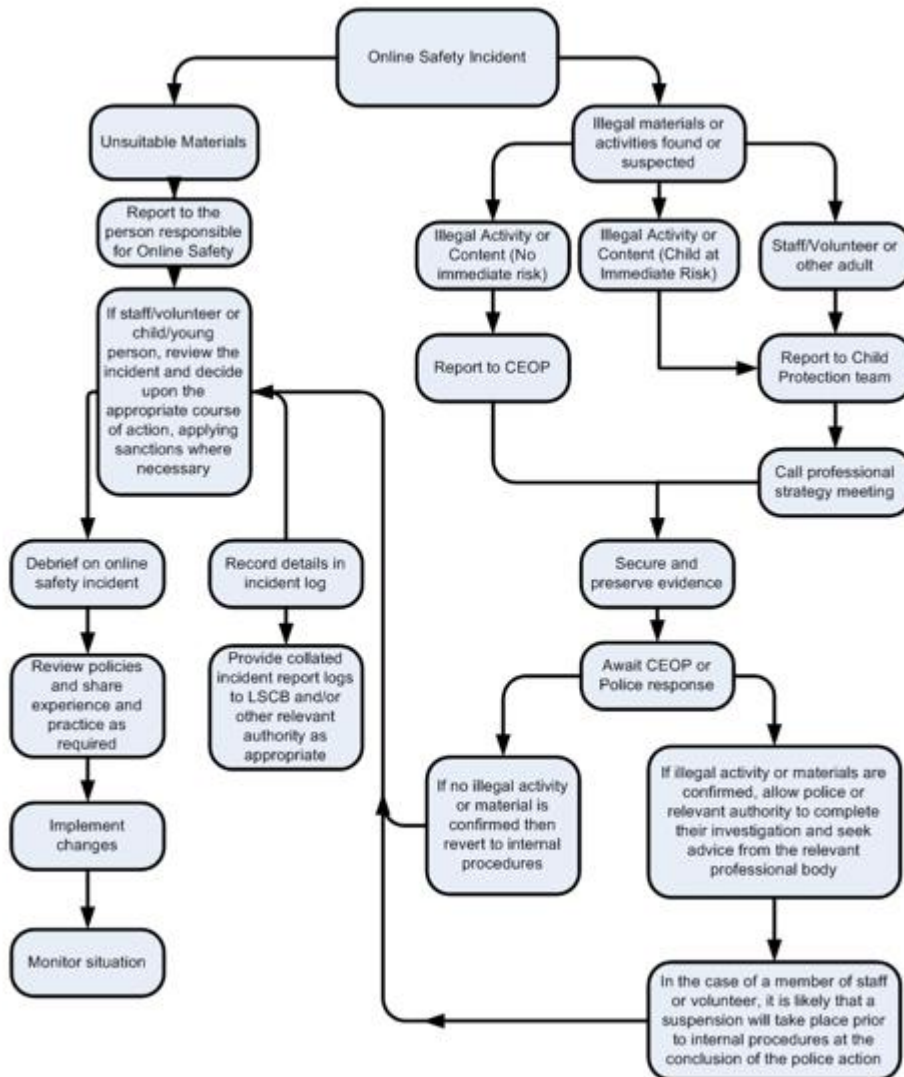 Online Safety Incident
Unsuitable Materials
Illegal materials or
activities found or
suspected
Report to the
person responsible
for Online Safety
Illegal Activity or
Content (No
immediate risk)
Illegal Activity or
Content (Child at
Immediate Risk)
Staff/Volunteer or
other adult
If staff/volunteer or
child/young
person, review the
incident and decide
upon the
appropriate course
of action, applying
sanctions where
necessary
Report to CEOP
Report to Child
Protection team
Call professional
strategy meeting
Debrief on online
safety incident
Record details in
incident log
Secure and
preserve evidence
Review policies
and share
experience and
practice as
required
Provide collated
incident report logs
to LSCB and/or
other relevant
authority as
appropriate
Await CEOP or
Police response
If no illegal activity
or material is
confirmed then
revert to internal
procedures
If illegal activity or materials are
confirmed, allow police or
relevant authority to complete
their investigation and seek
advice from the relevant
professional body
Implement
changes
Monitor situation
In the case of a member of staff
or volunteer, it is likely that a
suspension will take place prior
to internal procedures at the
conclusion of the police action